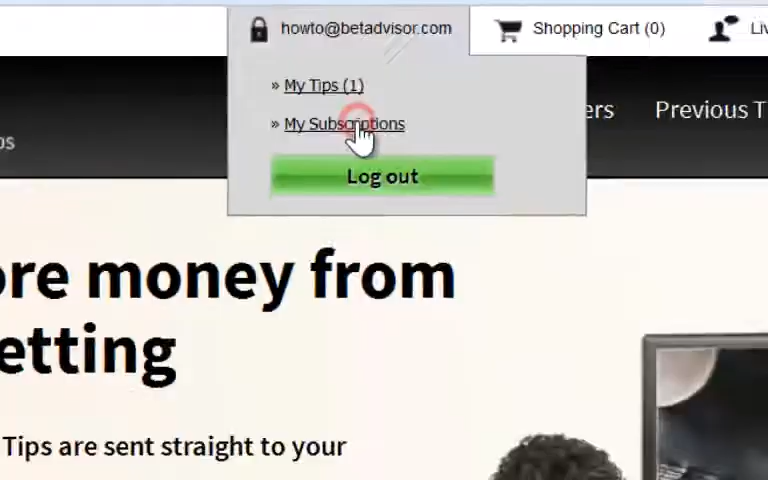 howto@betadvisor.com
Shopping Cart (0)
» My Tips (1)
» My Subscriptions
Log out
ore money from
etting
Tips are sent straight to your